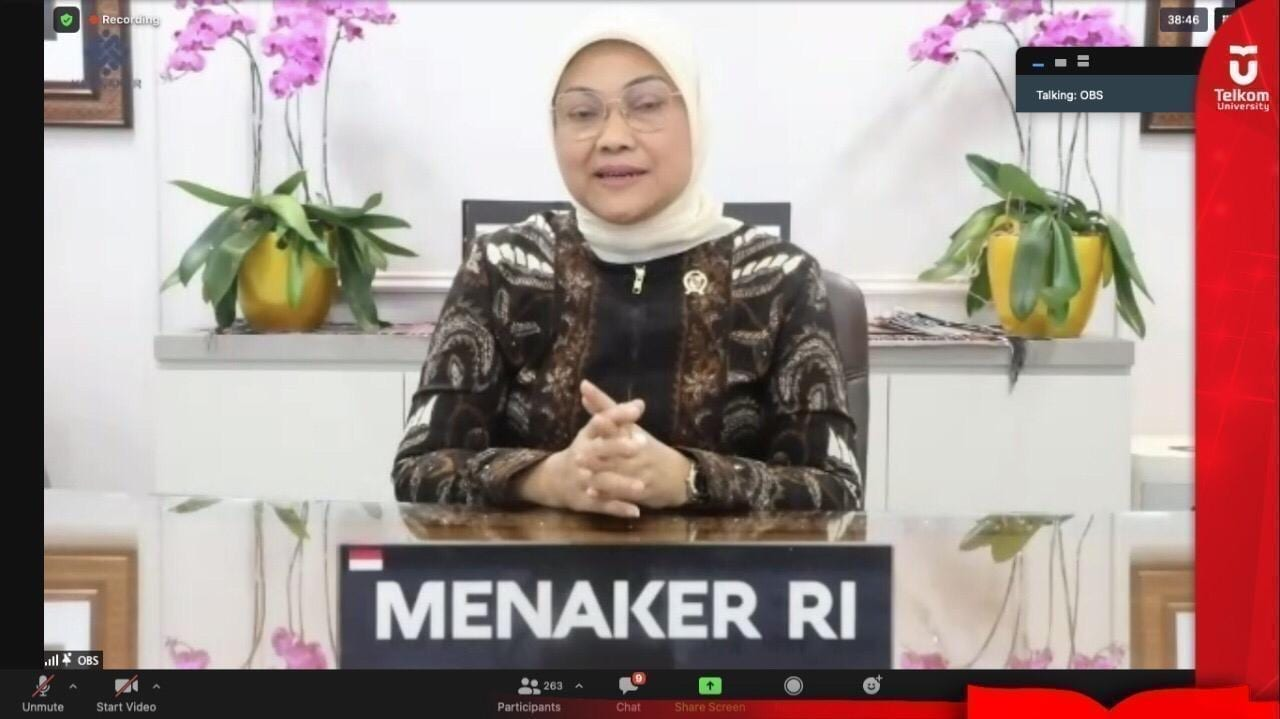 Recording
38:46
Talking: OBS
Telkom
University
MENAKER RI
OBS
Unmute
Start Video
263
Participants
9
Chat
Share Screen